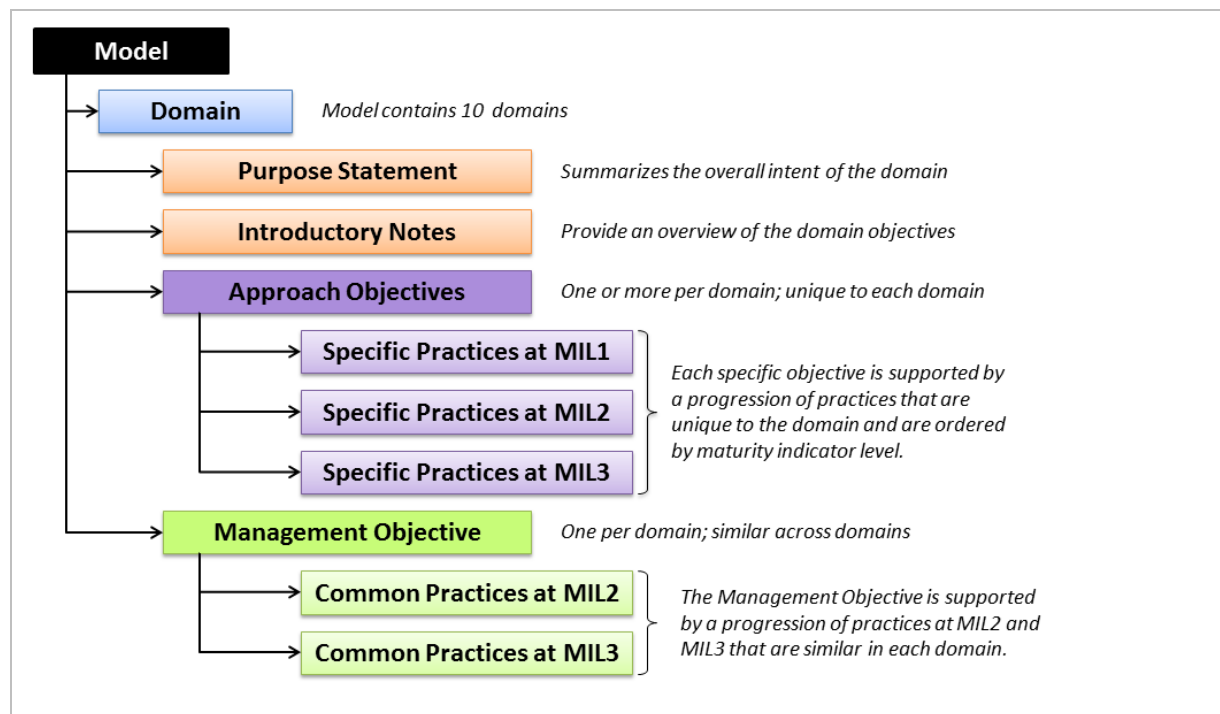 Model
Domain
Model contains 10 domains
Purpose Statement
Summarizes the overall intent of the domain
Introductory Notes
Provide an overview of the domain objectives
Approach Objectives
One or more per domain; unique to each domain
Specific Practices at MIL1
Specific Practices at MIL2
Specific Practices at MIL3
Each specific objective is supported by
a progression of practices that are
unique to the domain and are ordered
by maturity indicator level.
Management Objective
One per domain; similar across domains
Common Practices at MIL2
Common Practices at MIL3
The Management Objective is supported
by a progression of practices at MIL2 and
MIL3 that are similar in each domain.